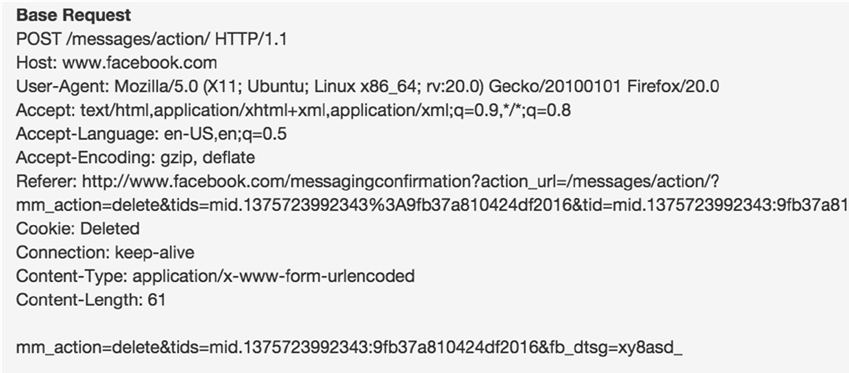 Base Request
POST /messages/action/ HTTP/1.1
Host: www.facebook.com
User-Agent: Mozilla/5.0 (X11; Ubuntu; Linux x86_64; rv:20.0) Gecko/20100101 Firefox/20.0
Accept: text/html,application/xhtml+xml,application/xml;q=0.9,*/*;q=0.8
Accept-Language: en-US,en;q=0.5
Accept-Encoding: gzip, deflate
Referer: http://www.facebook.com/messagingconfirmation?action_url=/messages/action/?
mm_action=delete&tids=mid.1375723992343%3A9fb37a810424df2016&tid=mid.1375723992343:9fb37a81
Cookie: Deleted
Connection: keep-alive
Content-Type: application/x-www-form-urlencoded
Content-Length: 61
mm_action=delete&tids=mid.1375723992343:9fb37a810424df2016&fb_dtsg=xy8asd_